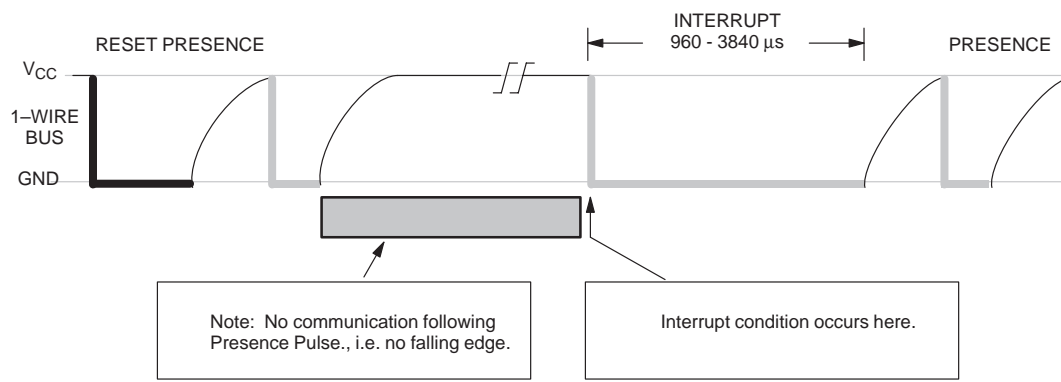 INTERRUPT
RESET PRESENCE
960 - 3840 μs
PRESENCE
VCC
1–WIRE
BUS
GND
Note: No communication following
Presence Pulse., i.e. no falling edge.
Interrupt condition occurs here.